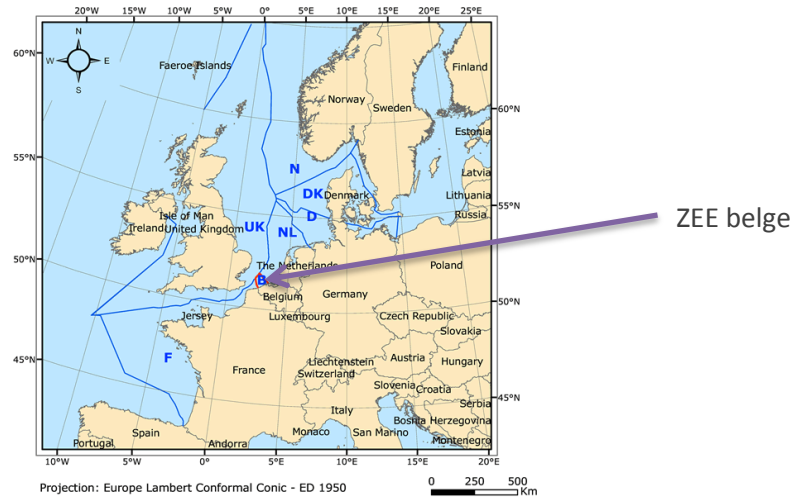 20°W 15°W 10°W 5°W 0° 5°E 10°E 15°E 20°E 25°E
N
W E
S
60°N
Faeroe Islands
Finland
Norway
Sweden
60°N
Estonia
55°N
N
Latvia
DK
Denmark
Lithuania
55°N
Isle of Man
D
Russia
ZEE belge
Ireland
United Kingdom
UK
NL
50°N
The Netherlands
Poland
B
Belgium
Germany
50°N
Jersey
Luxembourg
Czech Republic
Slovakia
45°N
F
France
Liechtenstein
Austria
Hungary
Switzerland
Slovenia
Croatia
45°N
Italy
Serbia
Spain
Monaco
San Marino
Bosnia Herzegovina
Portugal
Andorra
Montenegro
10°W 5°W 0° 5°E 10°E 15°E 20°E
Projection: Europe Lambert Conformal Conic - ED 1950
0 250 500
Km